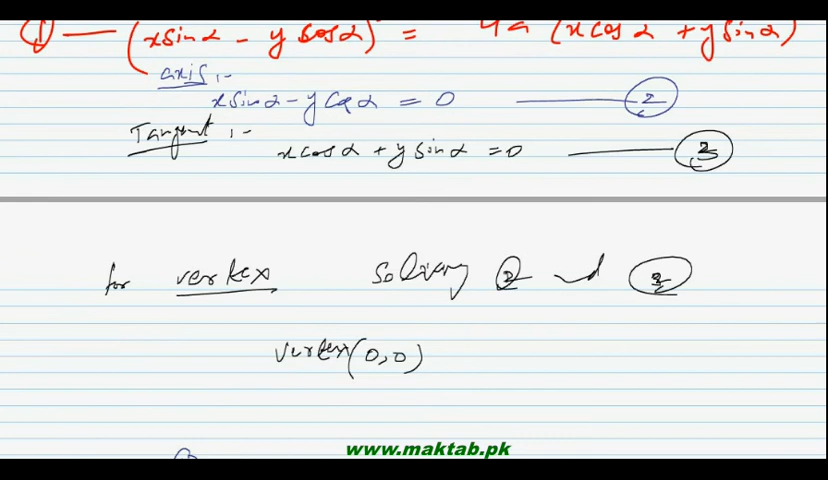 ① — (x sin α - y cos α)² = 4a (x cos α + y sin α)
axis :-
x sin α - y cos α = 0 — ②
Tangent :-
x cos α + y sin α = 0 — ③
for vertex solving ② and ③
vertex (0,0)
www.maktab.pk